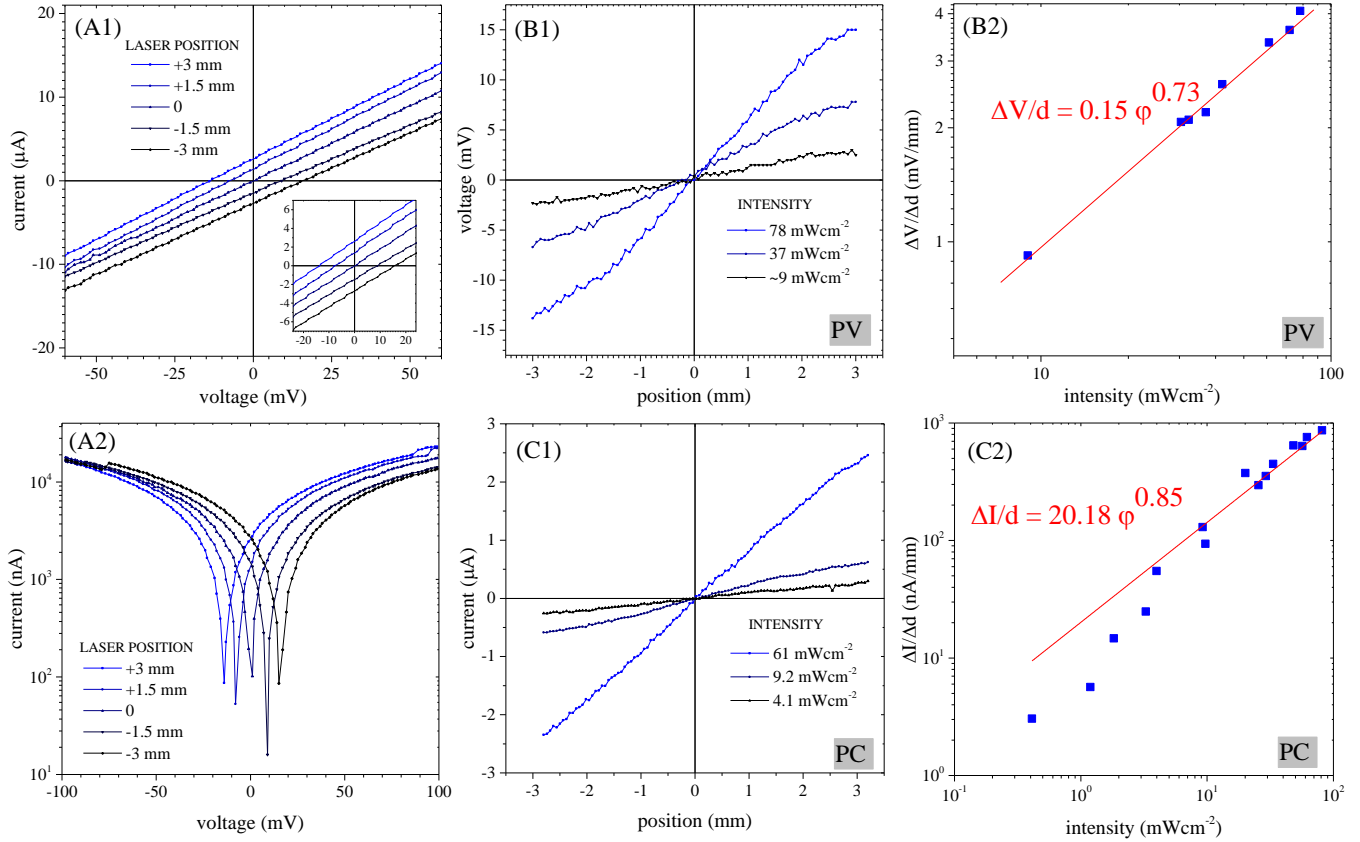 (A1)
LASER POSITION
+3 mm
+1.5 mm
0
-1.5 mm
-3 mm
20
10
0
-10
-20
current (μA)
-50
-25
0
25
50
voltage (mV)
6
4
2
0
-2
-4
-6
-20
-10
0
10
20
(B1)
15
10
5
0
-5
-10
-15
voltage (mV)
INTENSITY
78 mWcm-2
37 mWcm-2
~9 mWcm-2
PV
-3
-2
-1
0
1
2
3
position (mm)
(B2)
4
3
2
1
ΔV/Δd (mV/mm)
ΔV/d = 0.15 φ0.73
PV
10
100
intensity (mWcm-2)
(A2)
104
103
102
101
current (nA)
LASER POSITION
+3 mm
+1.5 mm
0
-1.5 mm
-3 mm
-100
-50
0
50
100
voltage (mV)
(C1)
3
2
1
0
-1
-2
-3
current (μA)
INTENSITY
61 mWcm-2
9.2 mWcm-2
4.1 mWcm-2
PC
-3
-2
-1
0
1
2
3
position (mm)
(C2)
103
102
101
100
ΔI/Δd (nA/mm)
ΔI/d = 20.18 φ0.85
PC
10-1
100
101
102
intensity (mWcm-2)